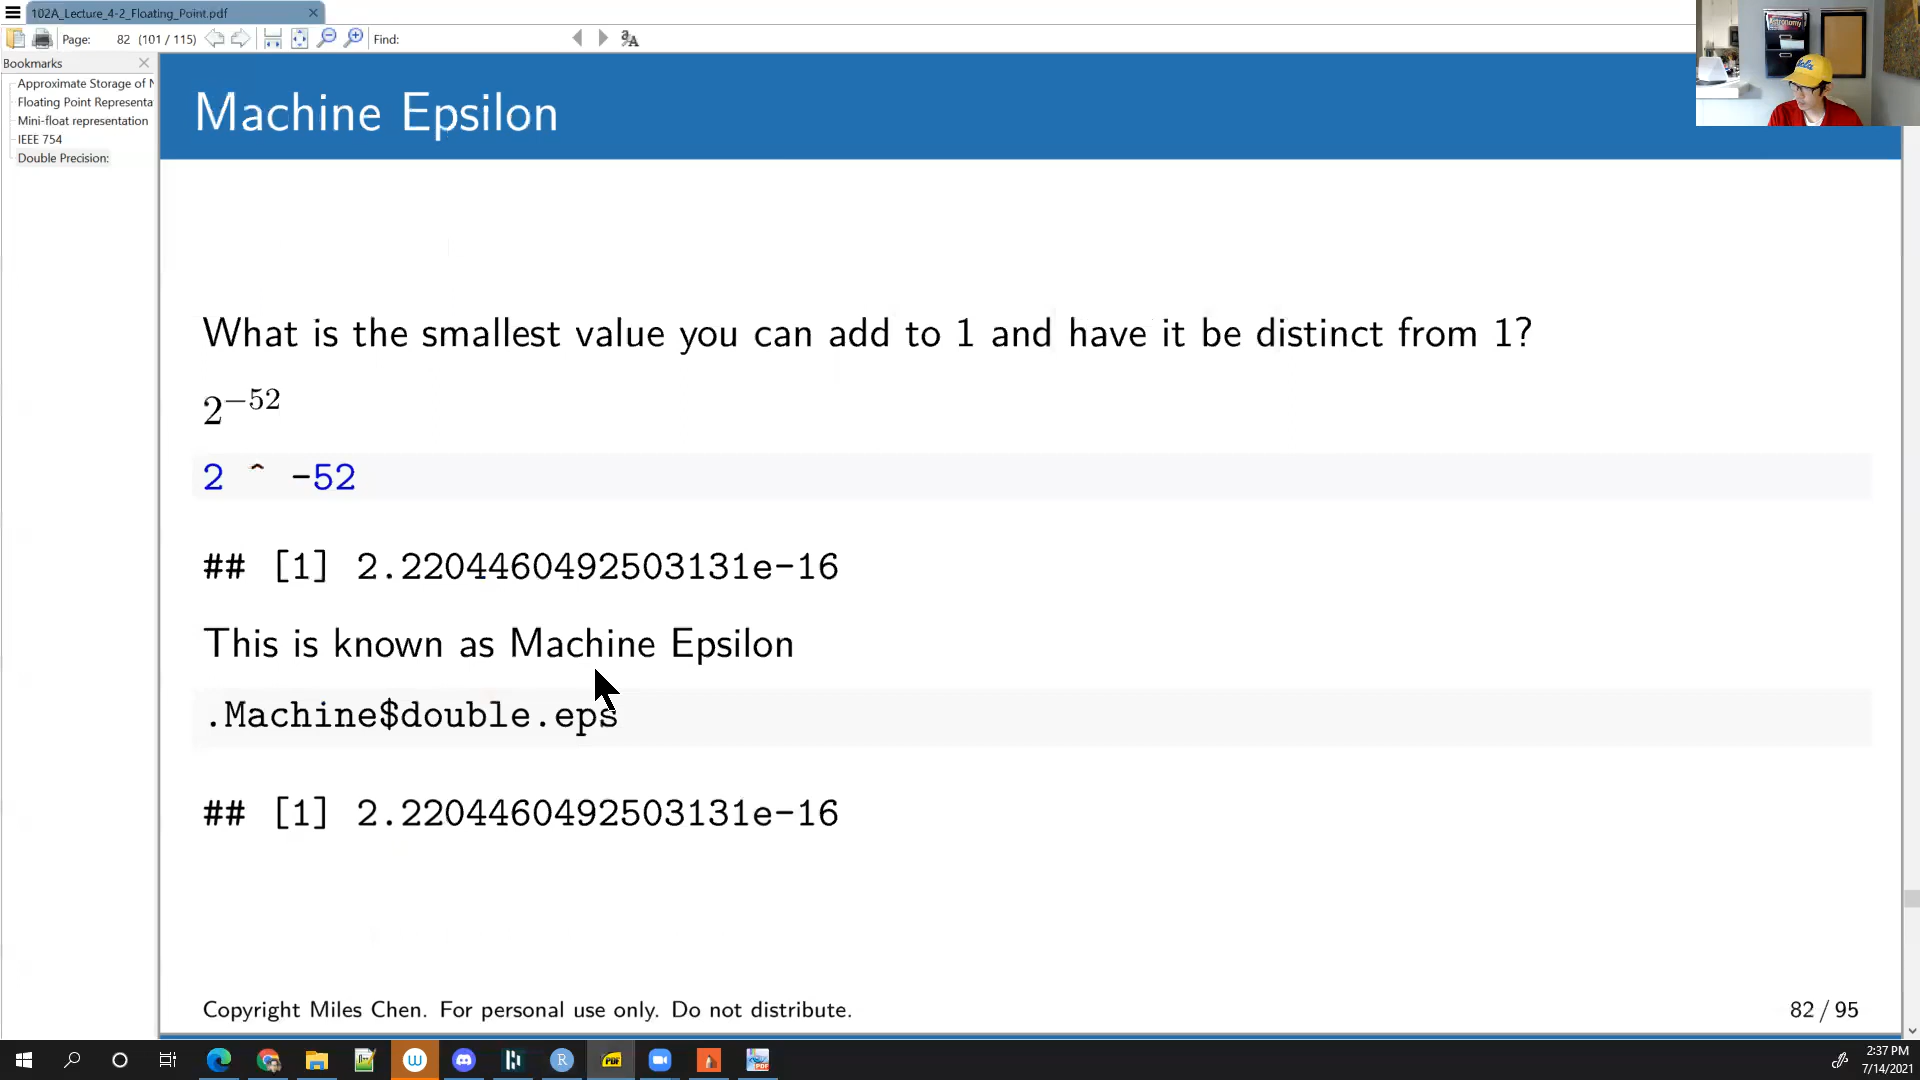 102A_Lecture_4-2_Floating_Point.pdf
Page: 82 (101 / 115) Find:
Bookmarks
Approximate Storage of N
Floating Point Representa
Mini-float representation
IEEE 754
Double Precision:
Machine Epsilon
What is the smallest value you can add to 1 and have it be distinct from 1?
2^−52
2 ^ -52
## [1] 2.2204460492503131e-16
This is known as Machine Epsilon
.Machine$double.eps
## [1] 2.2204460492503131e-16
Copyright Miles Chen. For personal use only. Do not distribute.
82 / 95
2:37 PM
7/14/2021